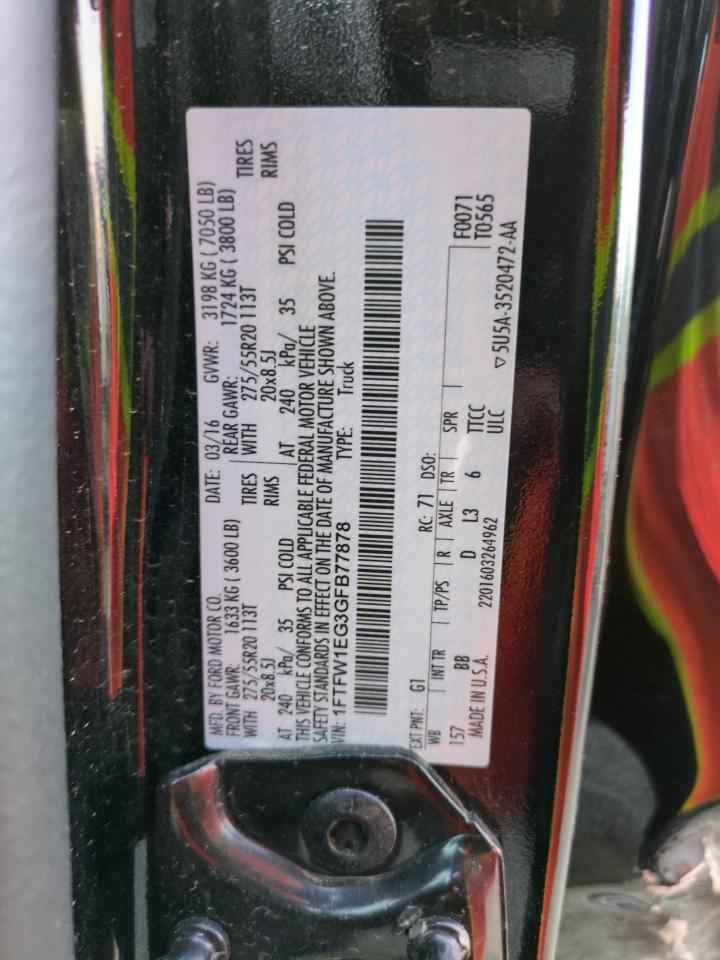 MFD. BY FORD MOTOR CO. DATE: 03/16 GVWR: 3198 KG ( 7050 LB)
FRONT GAWR: 1633 KG ( 3600 LB) REAR GAWR: 1724 KG ( 3800 LB)
WITH 275/55R20 113T TIRES WITH 275/55R20 113T TIRES
20x8.5J RIMS 20x8.5J RIMS
AT 240 kPa/ 35 PSI COLD AT 240 kPa/ 35 PSI COLD
THIS VEHICLE CONFORMS TO ALL APPLICABLE FEDERAL MOTOR VEHICLE
SAFETY STANDARDS IN EFFECT ON THE DATE OF MANUFACTURE SHOWN ABOVE.
VIN: 1FTFW1EG3GFB77878 TYPE: Truck
EXT PNT: G1 RC: 71 DSO: F0071
WB INT TR TP/PS R AXLE TR SPR T0565
157 BB D L3 6 TTCC
MADE IN U.S.A. 2201603264962 ULC ▽5U5A-3520472-AA